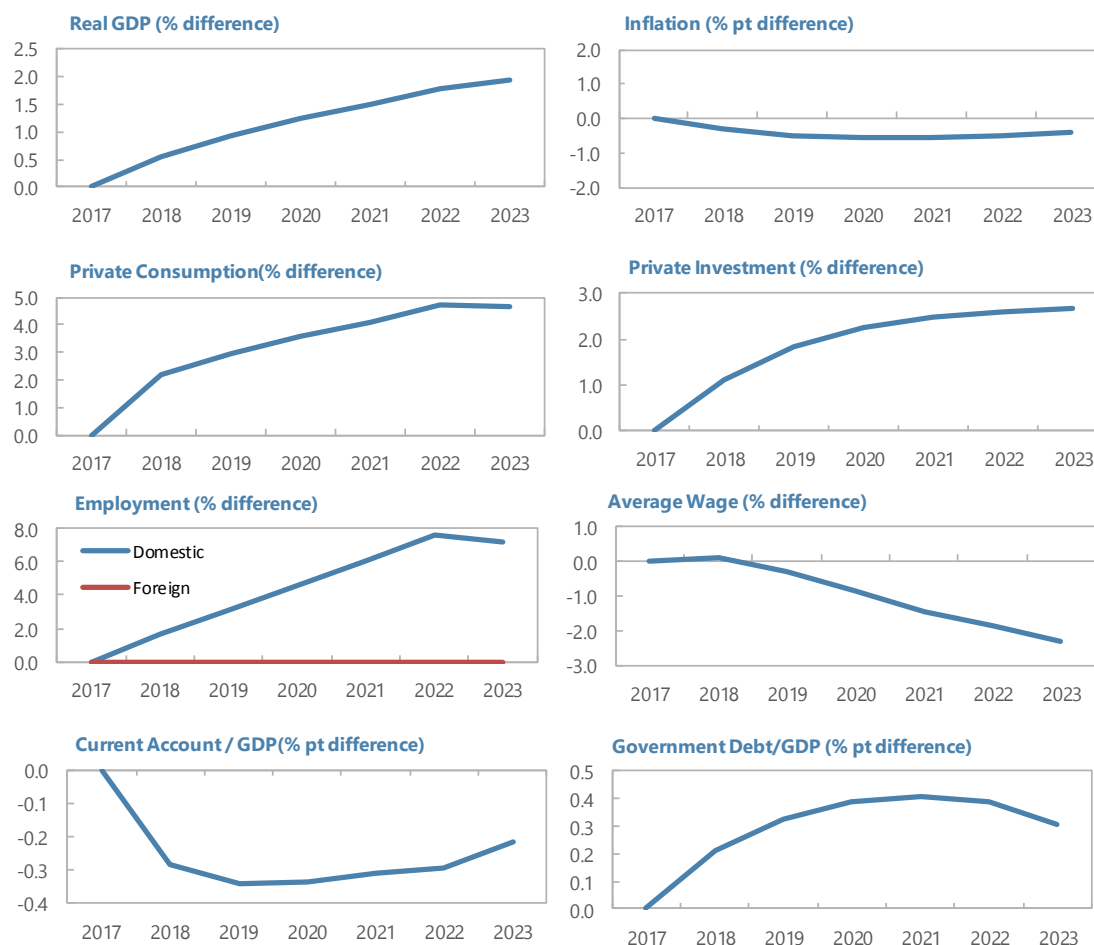 Real GDP (% difference)
2.5
2.0
1.5
1.0
0.5
0.0
2017 2018 2019 2020 2021 2022 2023
Inflation (% pt difference)
2.0
1.0
0.0
-1.0
-2.0
2017 2018 2019 2020 2021 2022 2023
Private Consumption(% difference)
5.0
4.0
3.0
2.0
1.0
0.0
2017 2018 2019 2020 2021 2022 2023
Private Investment (% difference)
3.0
2.0
1.0
0.0
2017 2018 2019 2020 2021 2022 2023
Employment (% difference)
8.0
6.0
4.0
2.0
0.0
Domestic
Foreign
2017 2018 2019 2020 2021 2022 2023
Average Wage (% difference)
1.0
0.0
-1.0
-2.0
-3.0
2017 2018 2019 2020 2021 2022 2023
Current Account / GDP(% pt difference)
0.0
-0.1
-0.2
-0.3
-0.4
2017 2018 2019 2020 2021 2022 2023
Government Debt/GDP (% pt difference)
0.5
0.4
0.3
0.2
0.1
0.0
2017 2018 2019 2020 2021 2022 2023